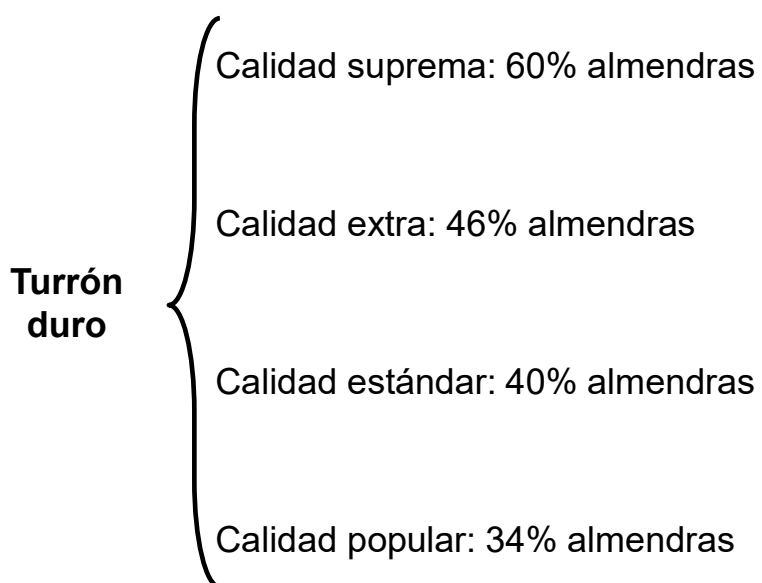 Calidad suprema: 60% almendras
Calidad extra: 46% almendras
Turrón
duro
Calidad estándar: 40% almendras
Calidad popular: 34% almendras